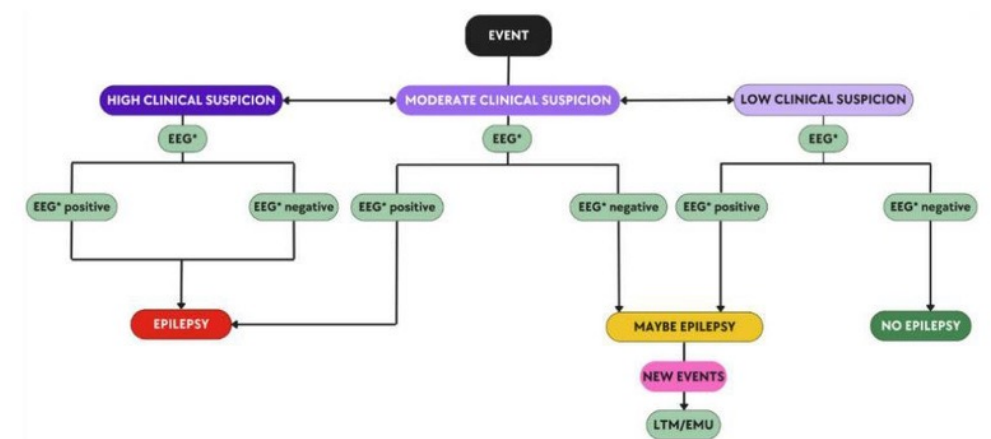 EVENT
HIGH CLINICAL SUSPICION
MODERATE CLINICAL SUSPICION
LOW CLINICAL SUSPICION
EEG*
EEG*
EEG*
EEG* positive
EEG* negative
EEG* positive
EEG* negative
EEG* positive
EEG* negative
EPILEPSY
MAYBE EPILEPSY
NO EPILEPSY
NEW EVENTS
LTM/EMU